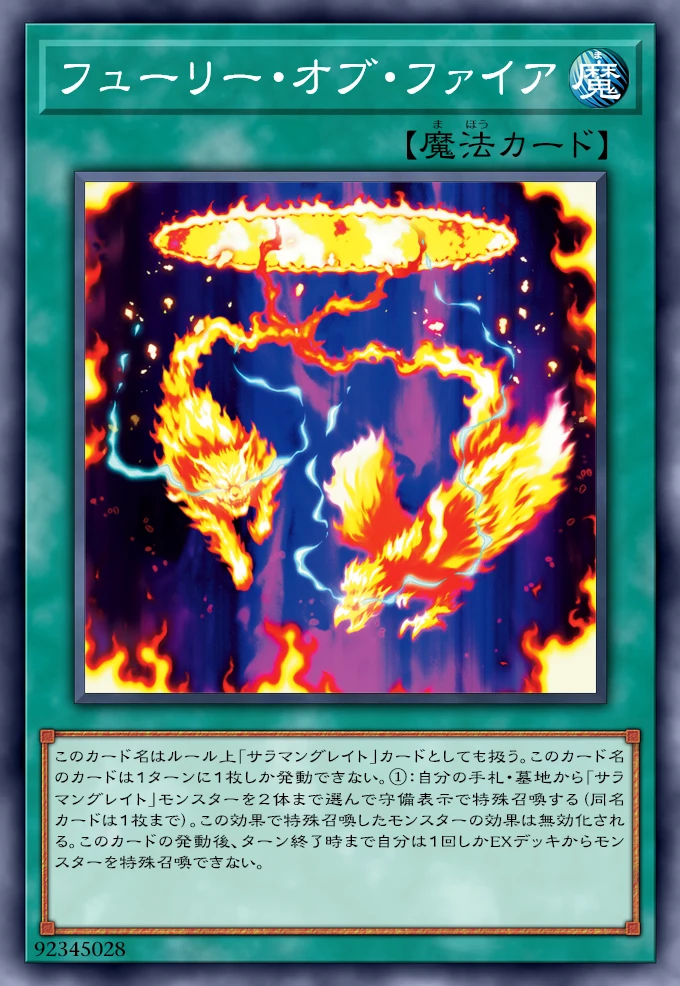 フューリー・オブ・ファイア 魔
【魔法カード】
このカード名はルール上「サラマングレイト」カードとしても扱う。このカード名
のカードは1ターンに1枚しか発動できない。①：自分の手札・墓地から「サラ
マングレイト」モンスターを２体まで選んで守備表示で特殊召喚する（同名
カードは１枚まで）。この効果で特殊召喚したモンスターの効果は無効化され
る。このカードの発動後、ターン終了時まで自分は１回しかEXデッキからモン
スターを特殊召喚できない。
92345028